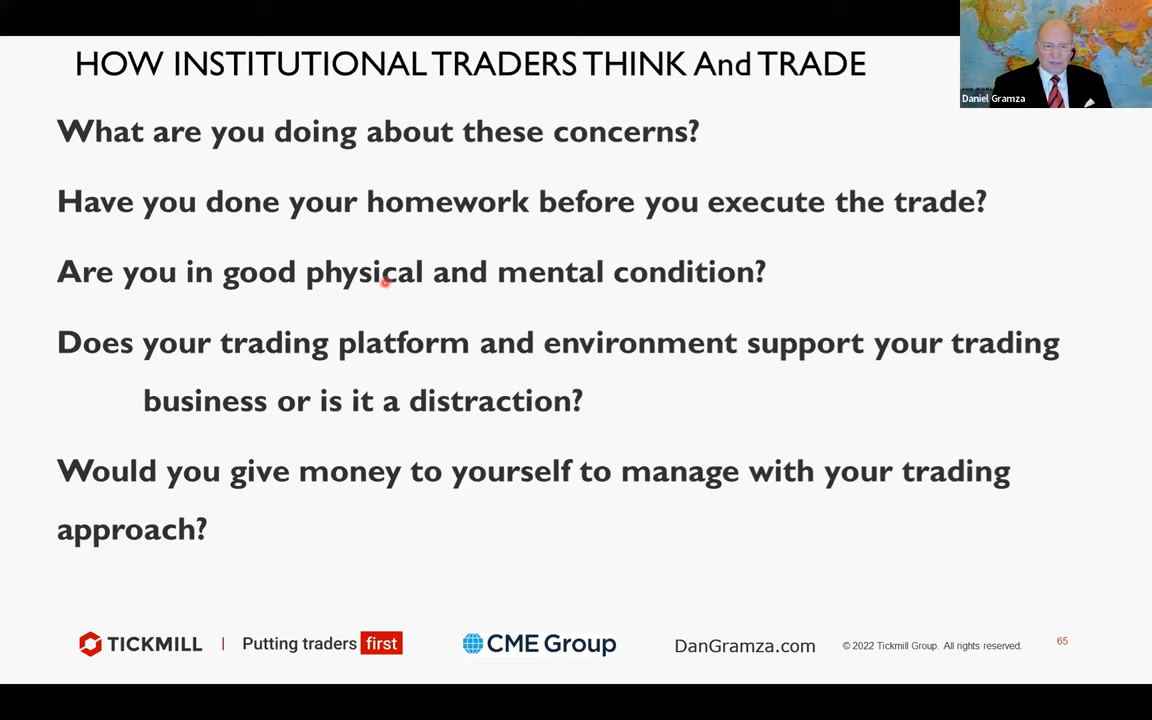 HOW INSTITUTIONAL TRADERS THINK And TRADE
Daniel Gramza
What are you doing about these concerns?
Have you done your homework before you execute the trade?
Are you in good physical and mental condition?
Does your trading platform and environment support your trading
business or is it a distraction?
Would you give money to yourself to manage with your trading
approach?
TICKMILL | Putting traders first
CME Group
DanGramza.com
© 2022 Tickmill Group. All rights reserved.
65